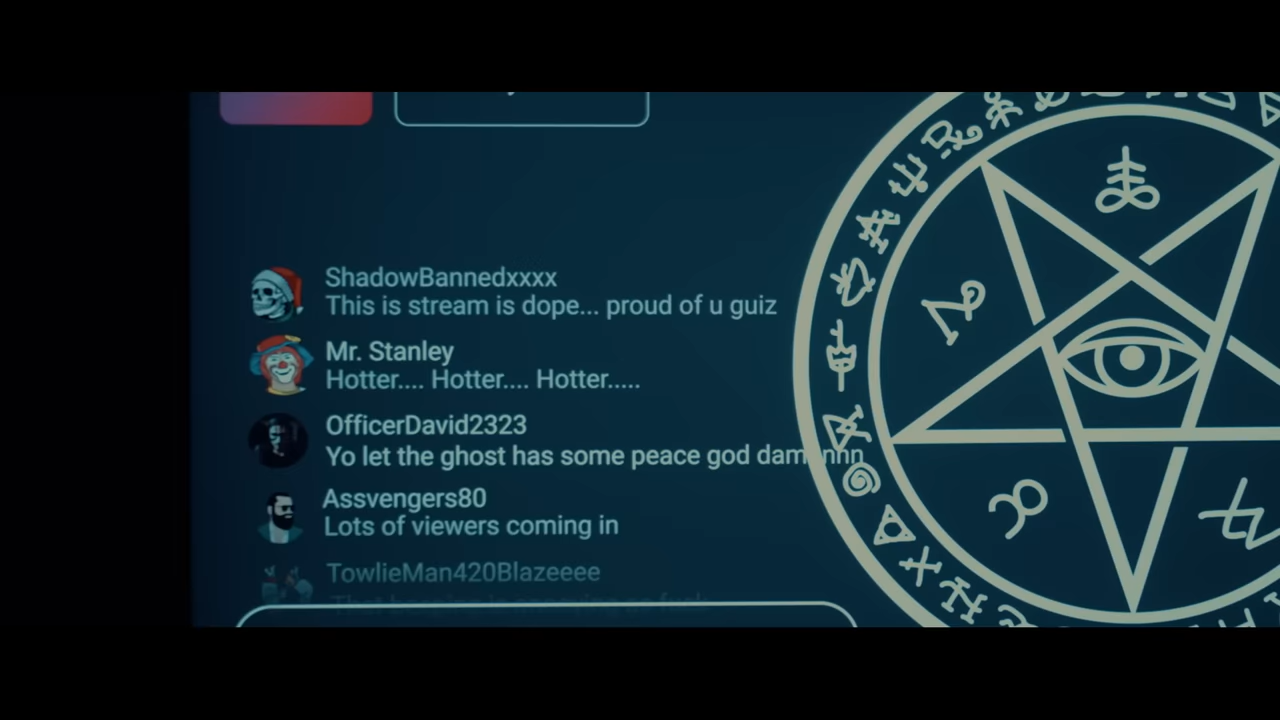 ShadowBannedxxxx
This is stream is dope... proud of u guiz
Mr. Stanley
Hotter.... Hotter.... Hotter.....
OfficerDavid2323
Yo let the ghost has some peace god damnnnn
Assvengers80
Lots of viewers coming in
TowlieMan420Blazeeee